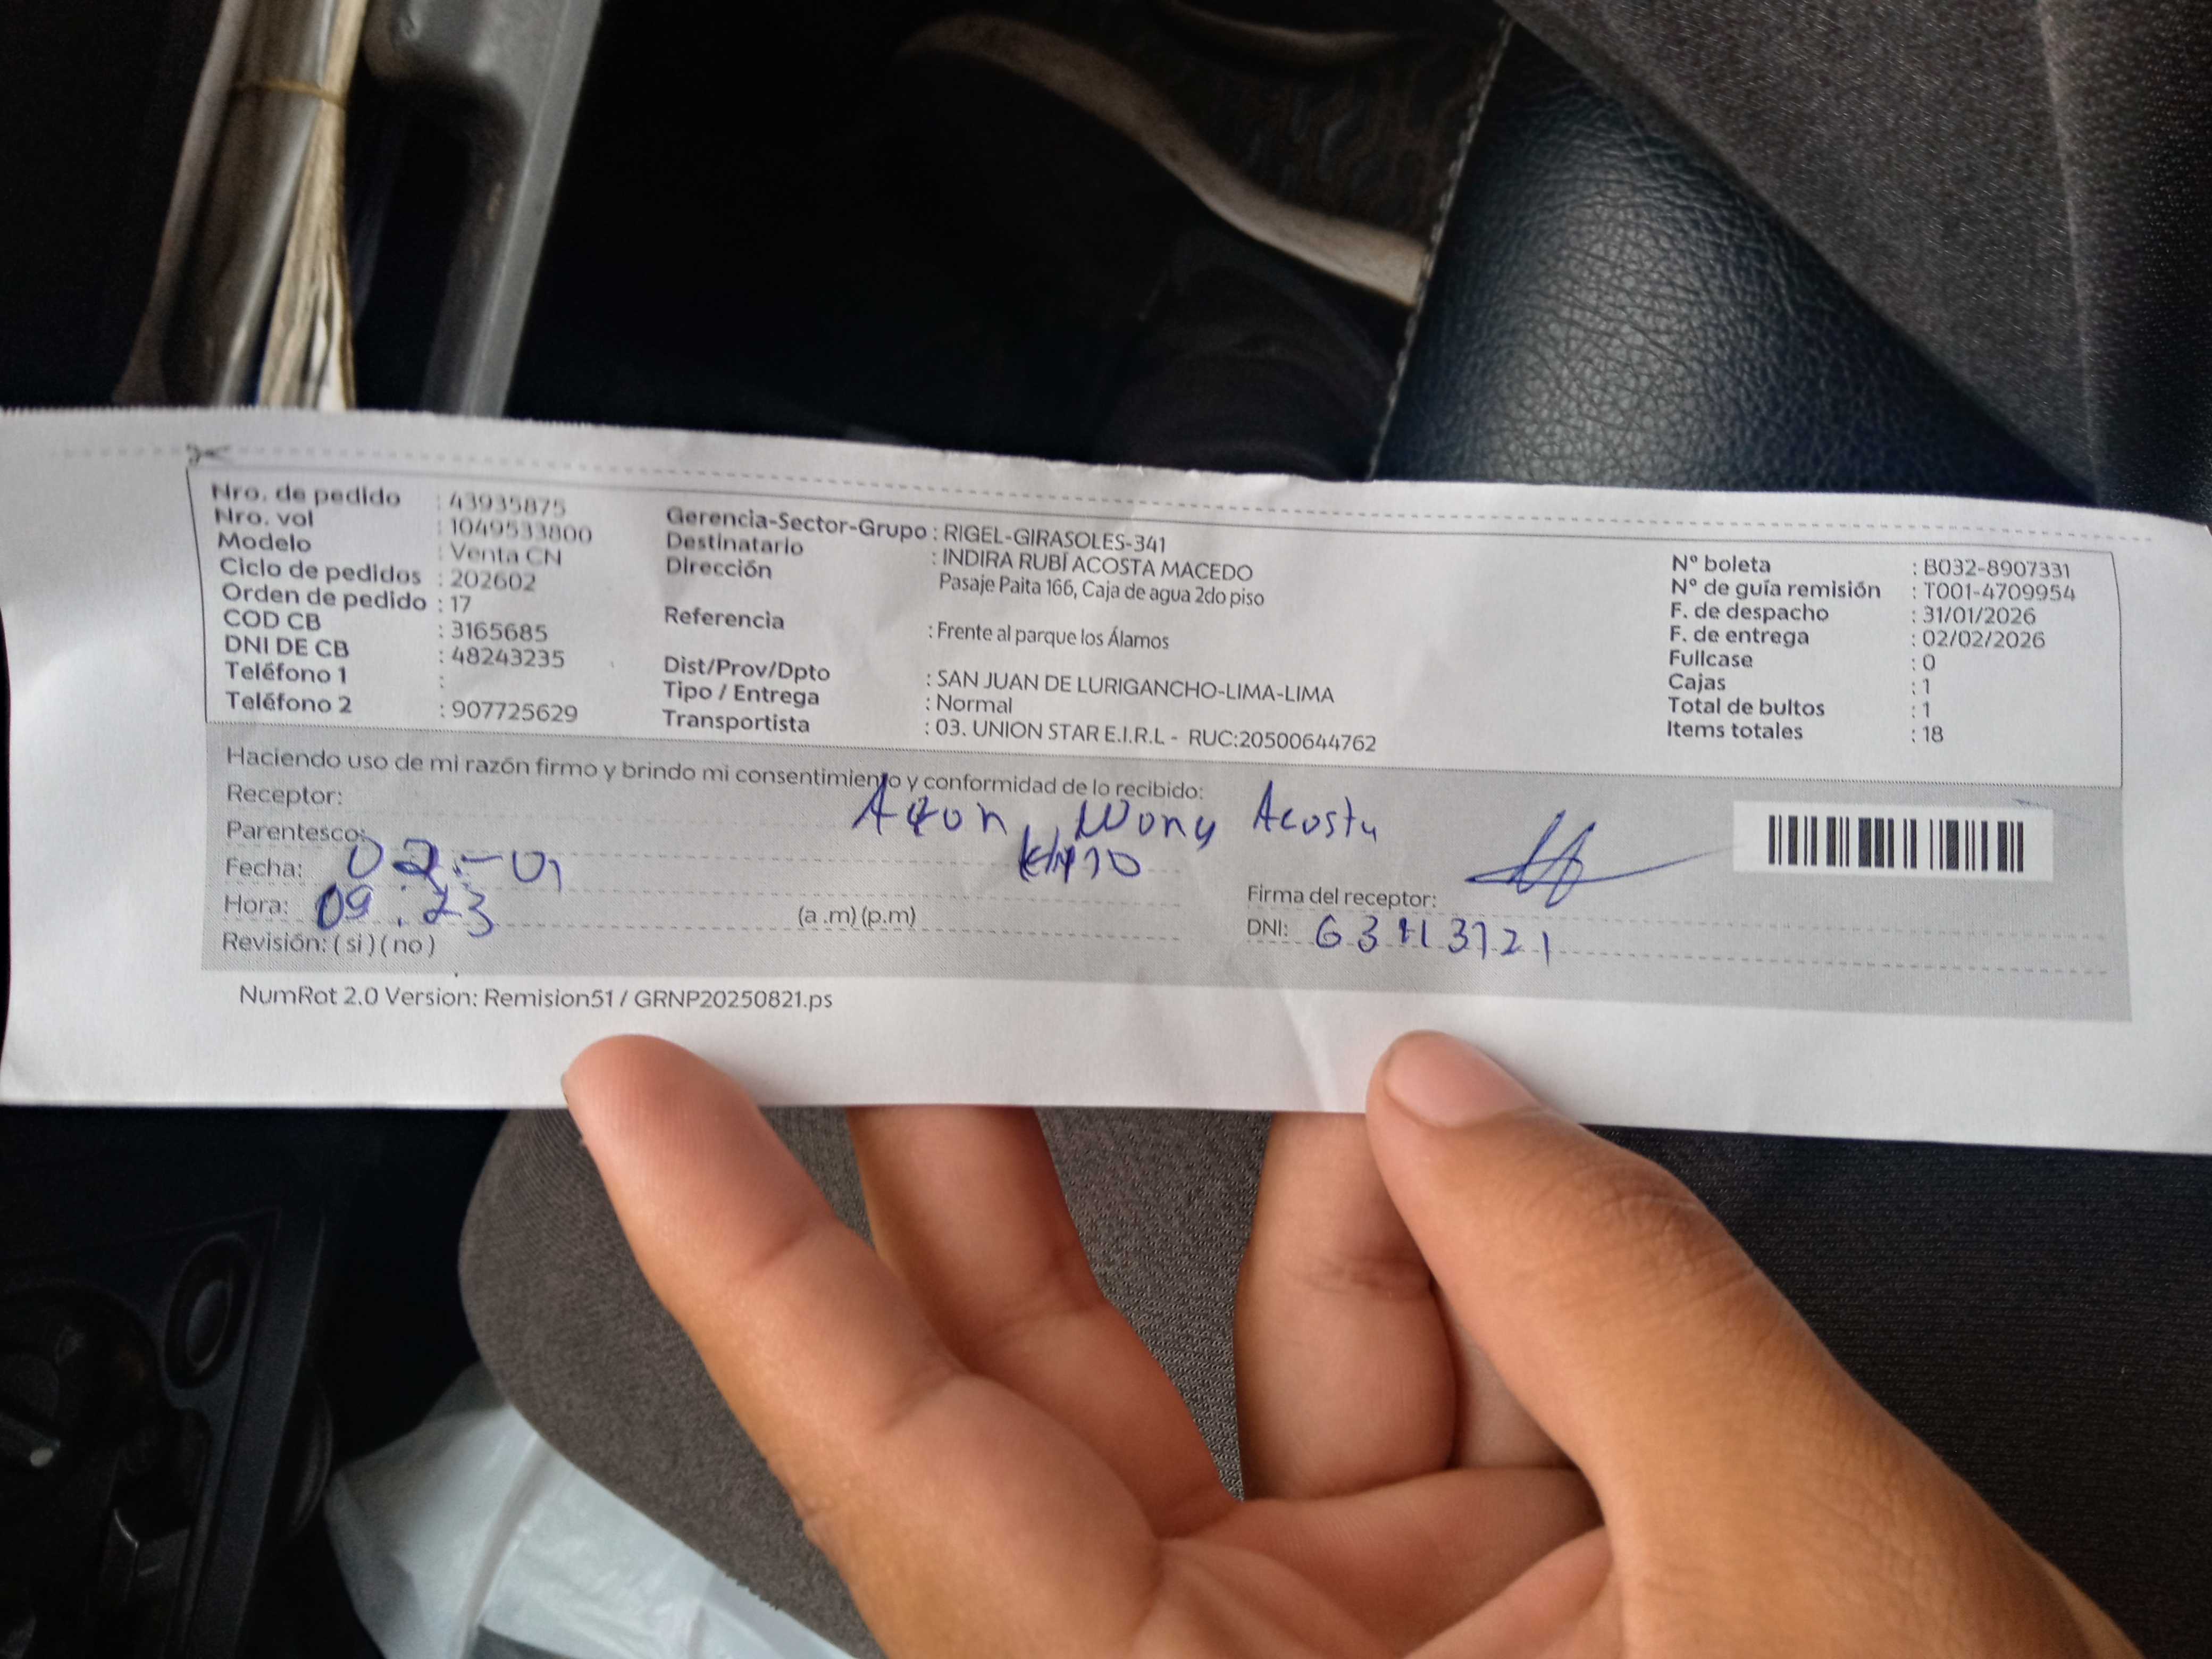 Nro. de pedido : 43935875
Nro. vol : 1049533800
Modelo : Venta CN
Ciclo de pedidos : 202602
Orden de pedido : 17
COD CB : 3165685
DNI DE CB : 48243235
Teléfono 1 :
Teléfono 2 : 907725629
Gerencia-Sector-Grupo : RIGEL-GIRASOLES-341
Destinatario : INDIRA RUBÍ ACOSTA MACEDO
Dirección Pasaje Paita 166, Caja de agua 2do piso
Referencia : Frente al parque los Álamos
Dist/Prov/Dpto : SAN JUAN DE LURIGANCHO-LIMA-LIMA
Tipo / Entrega : Normal
Transportista : 03. UNION STAR E.I.R.L - RUC:20500644762
Nº boleta : B032-8907331
Nº de guía remisión : T001-4709954
F. de despacho : 31/01/2026
F. de entrega : 02/02/2026
Fullcase : 0
Cajas : 1
Total de bultos : 1
Items totales : 18
Haciendo uso de mi razón firmo y brindo mi consentimiento y conformidad de lo recibido:
Receptor: Acosta
Parentesco:
Fecha:
Hora: 09:23 (a .m) (p.m)
Revisión: ( si ) ( no )
Firma del receptor:
DNI:
NumRot 2.0 Version: Remision51 / GRNP20250821.ps